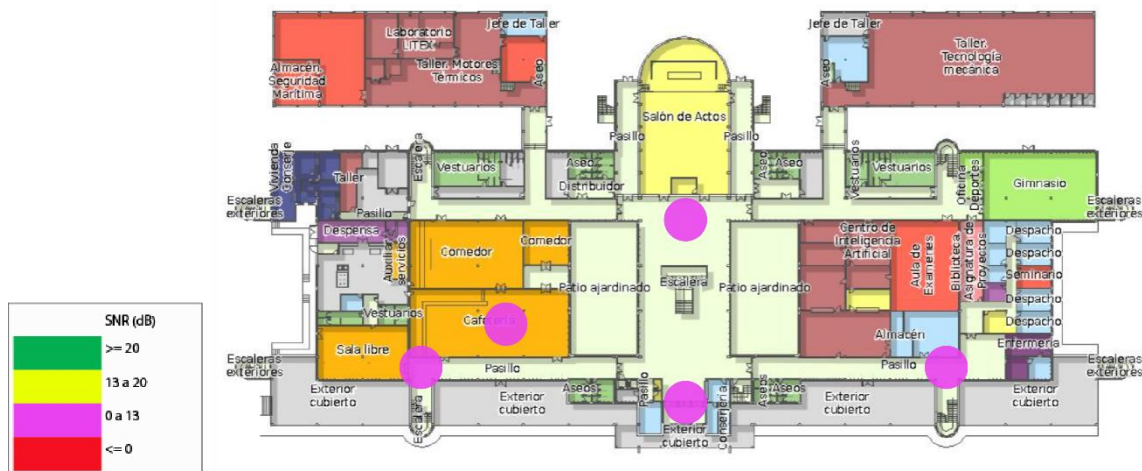 Jefe de Taller
Laboratorio
LITEX
Taller. Motores
Térmicos
Almacén.
Seguridad
Marítima
Aseo
Jefe de Taller
Taller.
Tecnología
mecánica
Aseo
Salón de Actos
Pasillo
Pasillo
Vivienda
Conserje
Taller
Escalera
Vestuarios
Aseo
Distribuidor
Aseo
Vestuarios
Vestuarios
Oficina
Deportes
Gimnasio
Escaleras
exteriores
Pasillo
Escaleras
exteriores
Despensa
Auxiliar
servicios
Comedor
Comedor
Patio ajardinado
Escalera
Patio ajardinado
Centro de
Inteligencia
Artificial
Aula de
Exámenes
Biblioteca
Asignatura de
Proyectos
Despacho
Despacho
Seminario
Despacho
Despacho
Cafetería
Vestuarios
Sala libre
Almacén
Enfermería
Escaleras
exteriores
Pasillo
Pasillo
Escaleras
exteriores
Exterior
cubierto
Escalera
Exterior
cubierto
Aseos
Pasillo
Conserjería
Aseos
Aseos
Exterior
cubierto
Exterior
cubierto
Exterior
cubierto
SNR (dB)
>= 20
13 a 20
0 a 13
<= 0